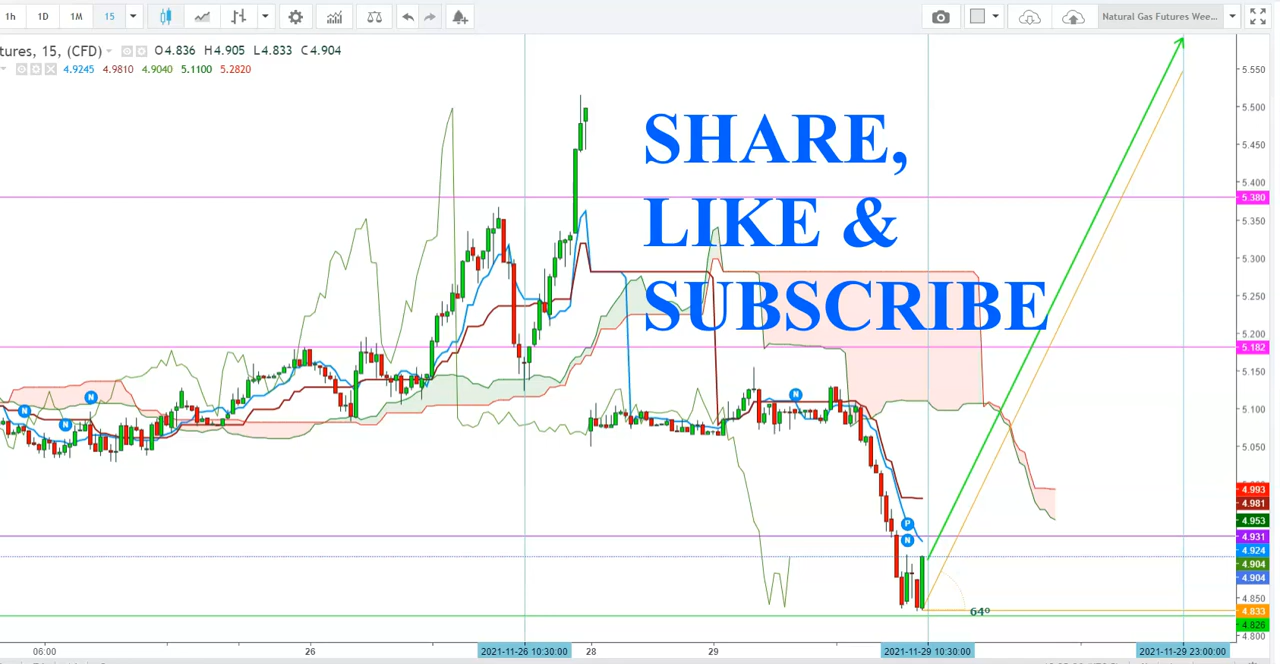 1h 1D 1M 15 Natural Gas Futures Wee...
tures, 15, (CFD) O4.836 H4.905 L4.833 C4.904
4.9245 4.9810 4.9040 5.1100 5.2820
SHARE,
LIKE &
SUBSCRIBE
5.550
5.500
5.450
5.400
5.380
5.350
5.300
5.250
5.200
5.182
5.150
5.100
5.050
4.993
4.981
4.953
4.931
4.924
4.904
4.904
4.850
4.833
4.826
4.800
N
N
N
N
P
N
64º
06:00 26 2021-11-26 10:30:00 28 29 2021-11-29 10:30:00 2021-11-29 23:00:00